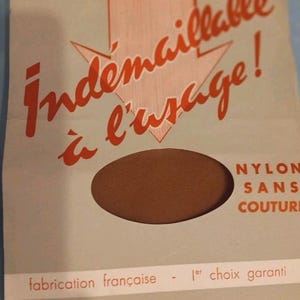 Indémaillable
à l'usage !
NYLON
SANS
COUTURE
fabrication française - 1er choix garanti